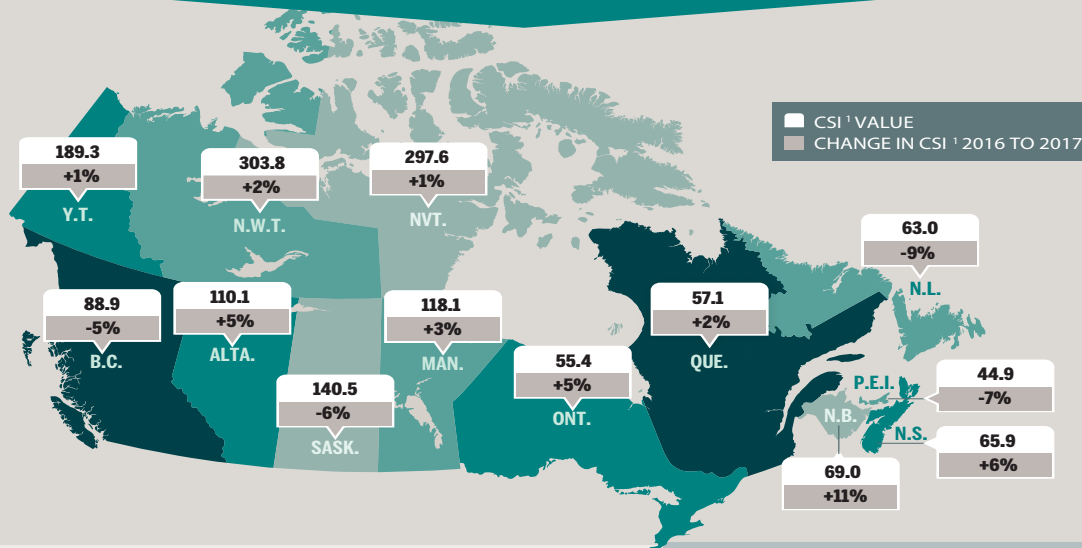 CSI ¹ VALUE
CHANGE IN CSI ¹ 2016 TO 2017
189.3
+1%
Y.T.
303.8
+2%
N.W.T.
297.6
+1%
NVT.
63.0
-9%
N.L.
88.9
-5%
B.C.
110.1
+5%
ALTA.
140.5
-6%
SASK.
118.1
+3%
MAN.
55.4
+5%
ONT.
57.1
+2%
QUE.
P.E.I.
44.9
-7%
N.B.
69.0
+11%
N.S.
65.9
+6%